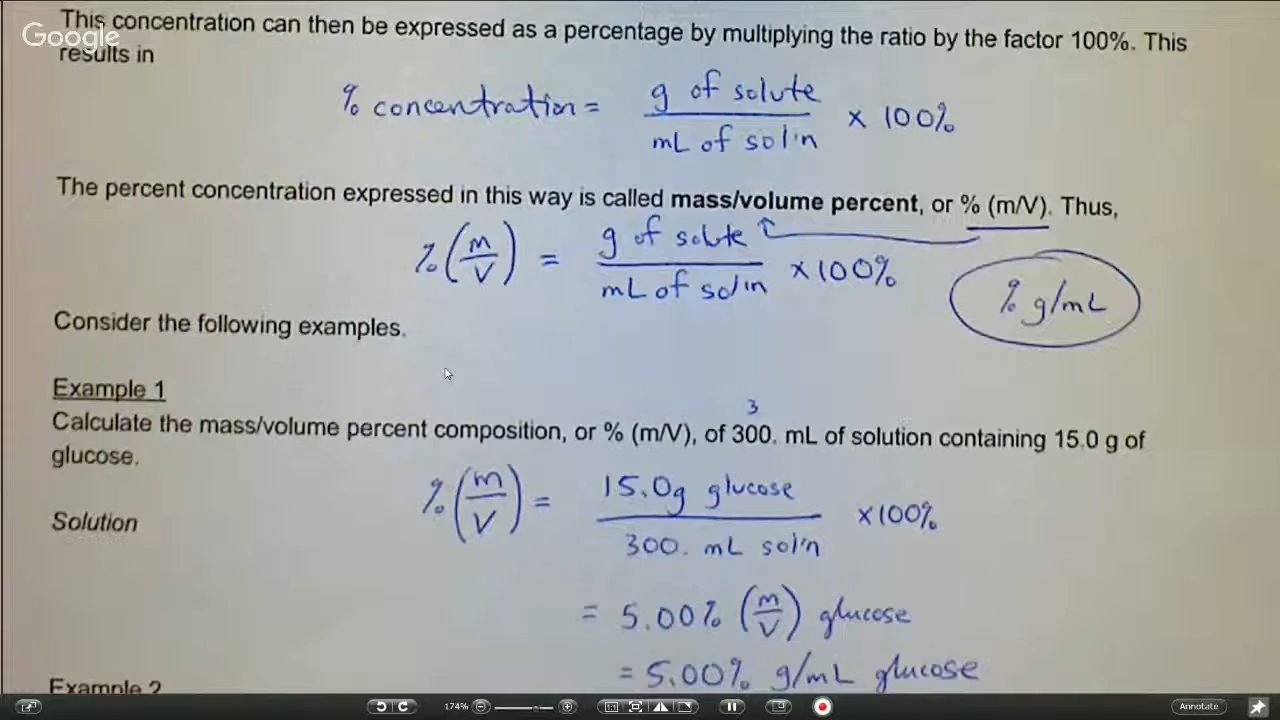 Google
This concentration can then be expressed as a percentage by multiplying the ratio by the factor 100%. This
results in
% concentration = g of solute / mL of sol'n × 100%
The percent concentration expressed in this way is called mass/volume percent, or % (m/V). Thus,
% (m/V) = g of solute / mL of sol'n × 100%
% g/mL
Consider the following examples.
Example 1
3
Calculate the mass/volume percent composition, or % (m/V), of 300. mL of solution containing 15.0 g of
glucose.
% (m/V) = 15.0g glucose / 300. mL sol'n × 100%
Solution
= 5.00% (m/V) glucose
= 5.00% g/mL glucose
Example 2
174%
Annotate